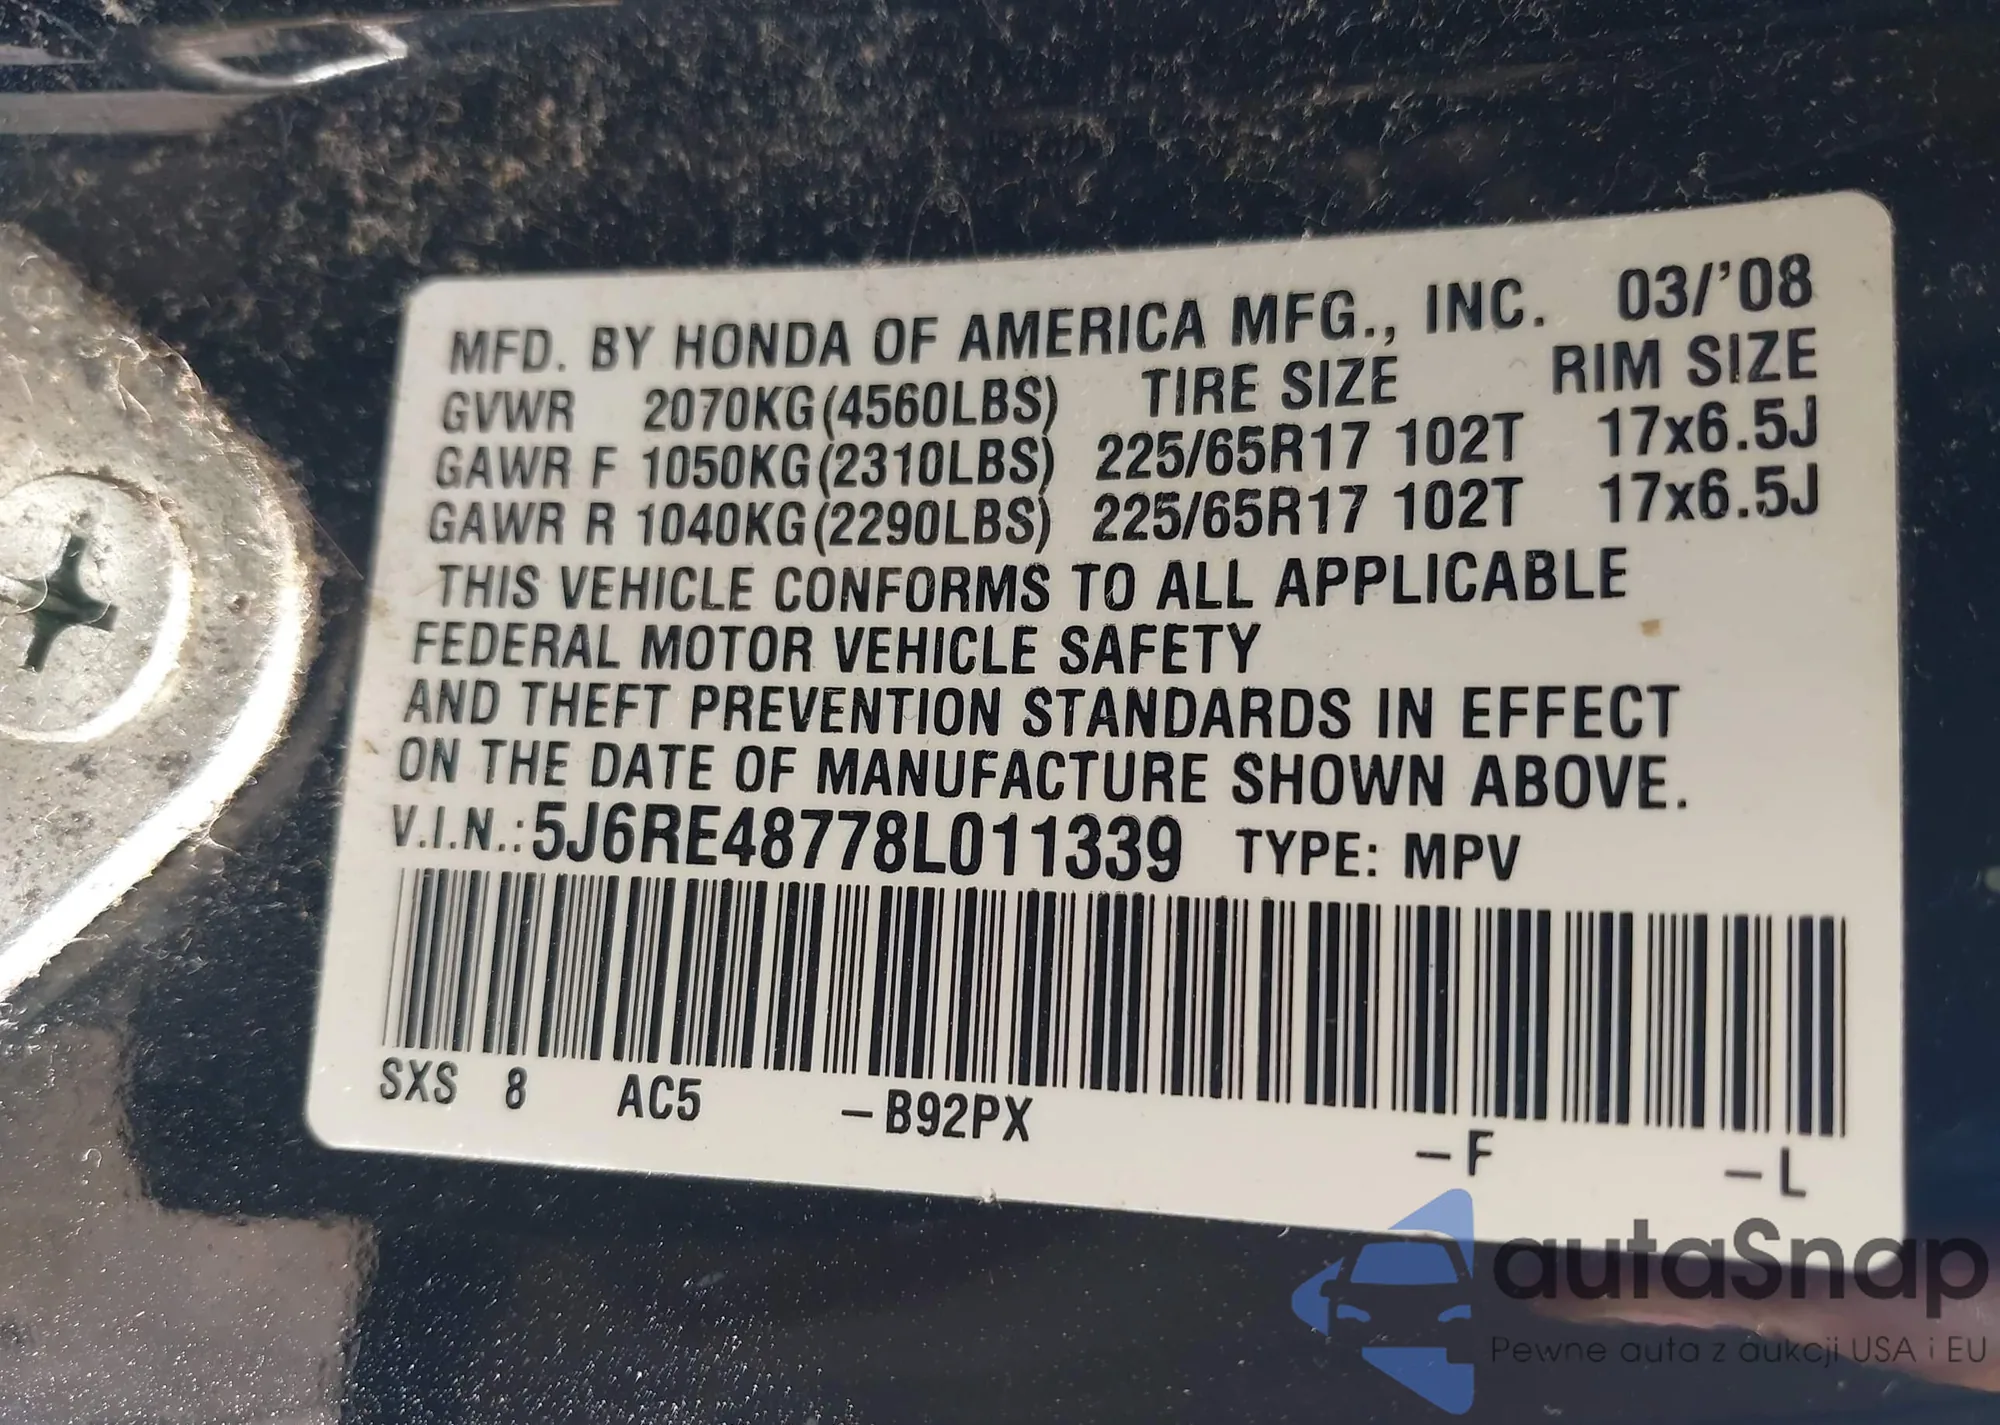 MFD. BY HONDA OF AMERICA MFG., INC. 03/'08
GVWR 2070KG(4560LBS) TIRE SIZE RIM SIZE
GAWR F 1050KG(2310LBS) 225/65R17 102T 17x6.5J
GAWR R 1040KG(2290LBS) 225/65R17 102T 17x6.5J
THIS VEHICLE CONFORMS TO ALL APPLICABLE
FEDERAL MOTOR VEHICLE SAFETY
AND THEFT PREVENTION STANDARDS IN EFFECT
ON THE DATE OF MANUFACTURE SHOWN ABOVE.
V.I.N.: 5J6RE48778L011339 TYPE: MPV
SXS 8 AC5 –B92PX –F –L
autaSnap
Pewne auta z aukcji USA i EU